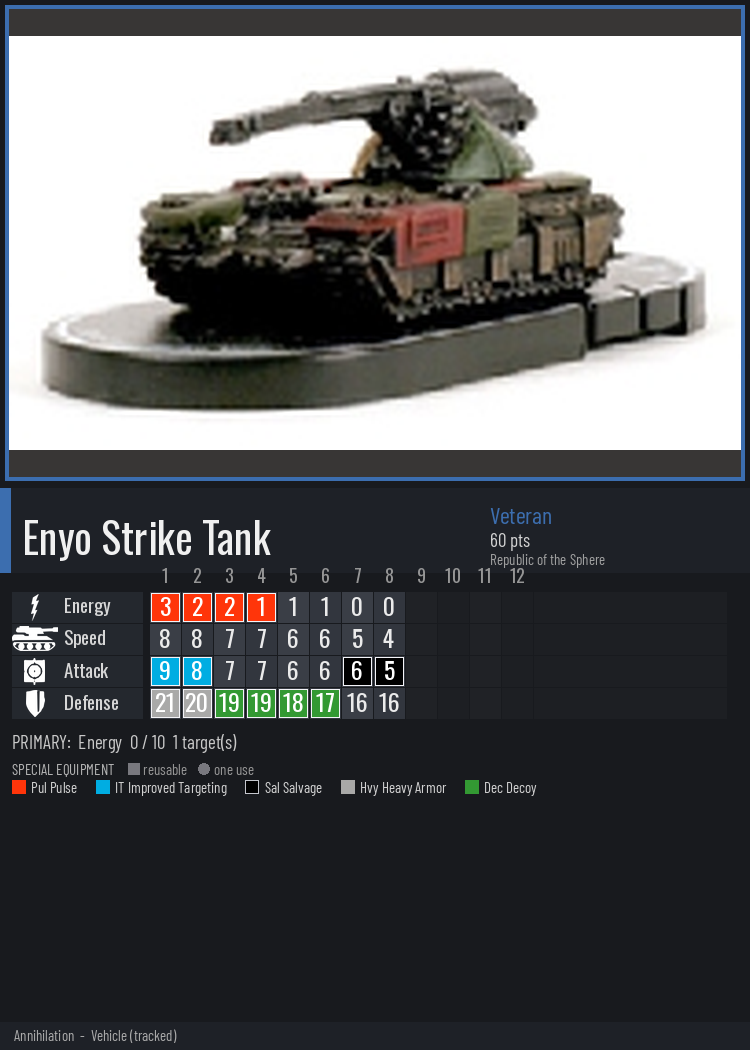 Enyo Strike Tank
Veteran
60 pts
Republic of the Sphere
1 2 3 4 5 6 7 8 9 10 11 12
Energy 3 2 2 1 1 1 0 0
Speed 8 8 7 7 6 6 5 4
Attack 9 8 7 7 6 6 6 5
Defense 21 20 19 19 18 17 16 16
PRIMARY: Energy 0 / 10 1 target(s)
SPECIAL EQUIPMENT reusable one use
Pul Pulse IT Improved Targeting Sal Salvage Hvy Heavy Armor Dec Decoy
Annihilation - Vehicle (tracked)